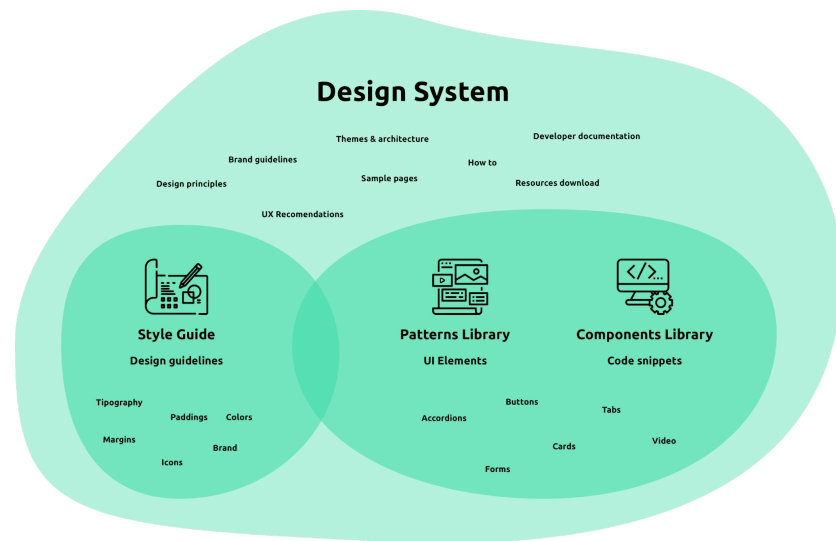 Design System
Themes & architecture
Developer documentation
Brand guidelines
How to
Design principles
Sample pages
Resources download
UX Recomendations
</>...
Style Guide
Design guidelines
Tipography
Paddings
Colors
Margins
Brand
Icons
Patterns Library
UI Elements
Components Library
Code snippets
Buttons
Accordions
Tabs
Cards
Video
Forms